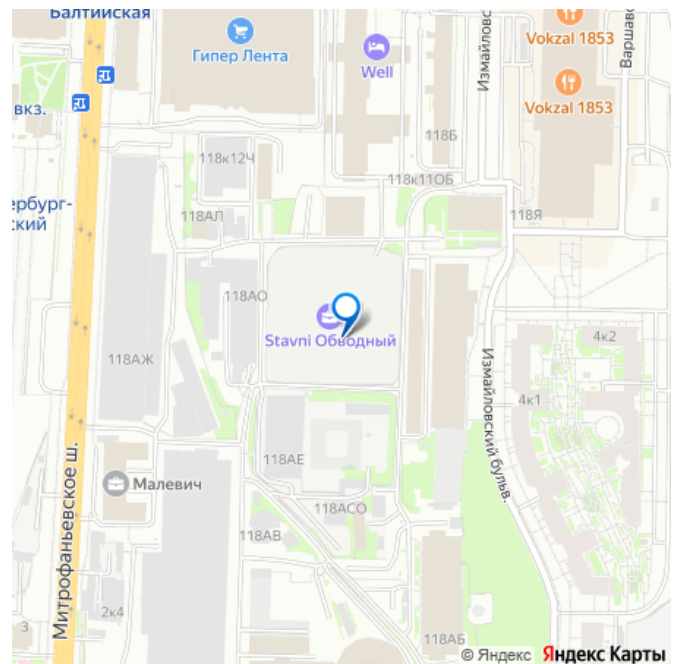 Балтийская
Гипер Лента
Well
Измайловс
Vokzal 1853
Варшаво
Vokzal 1853
вкз.
118Б
118к12Ч
118к11ОБ
ербург-
ский
118АЛ
118Я
118АО
Stavni Обводный
118АЖ
4к2
4к1
Измайловский бульв.
118АЕ
Малевич
118АСО
118АВ
Митрофаньевское ш.
2к4
3
118АБ
© Яндекс Яндекс Карты